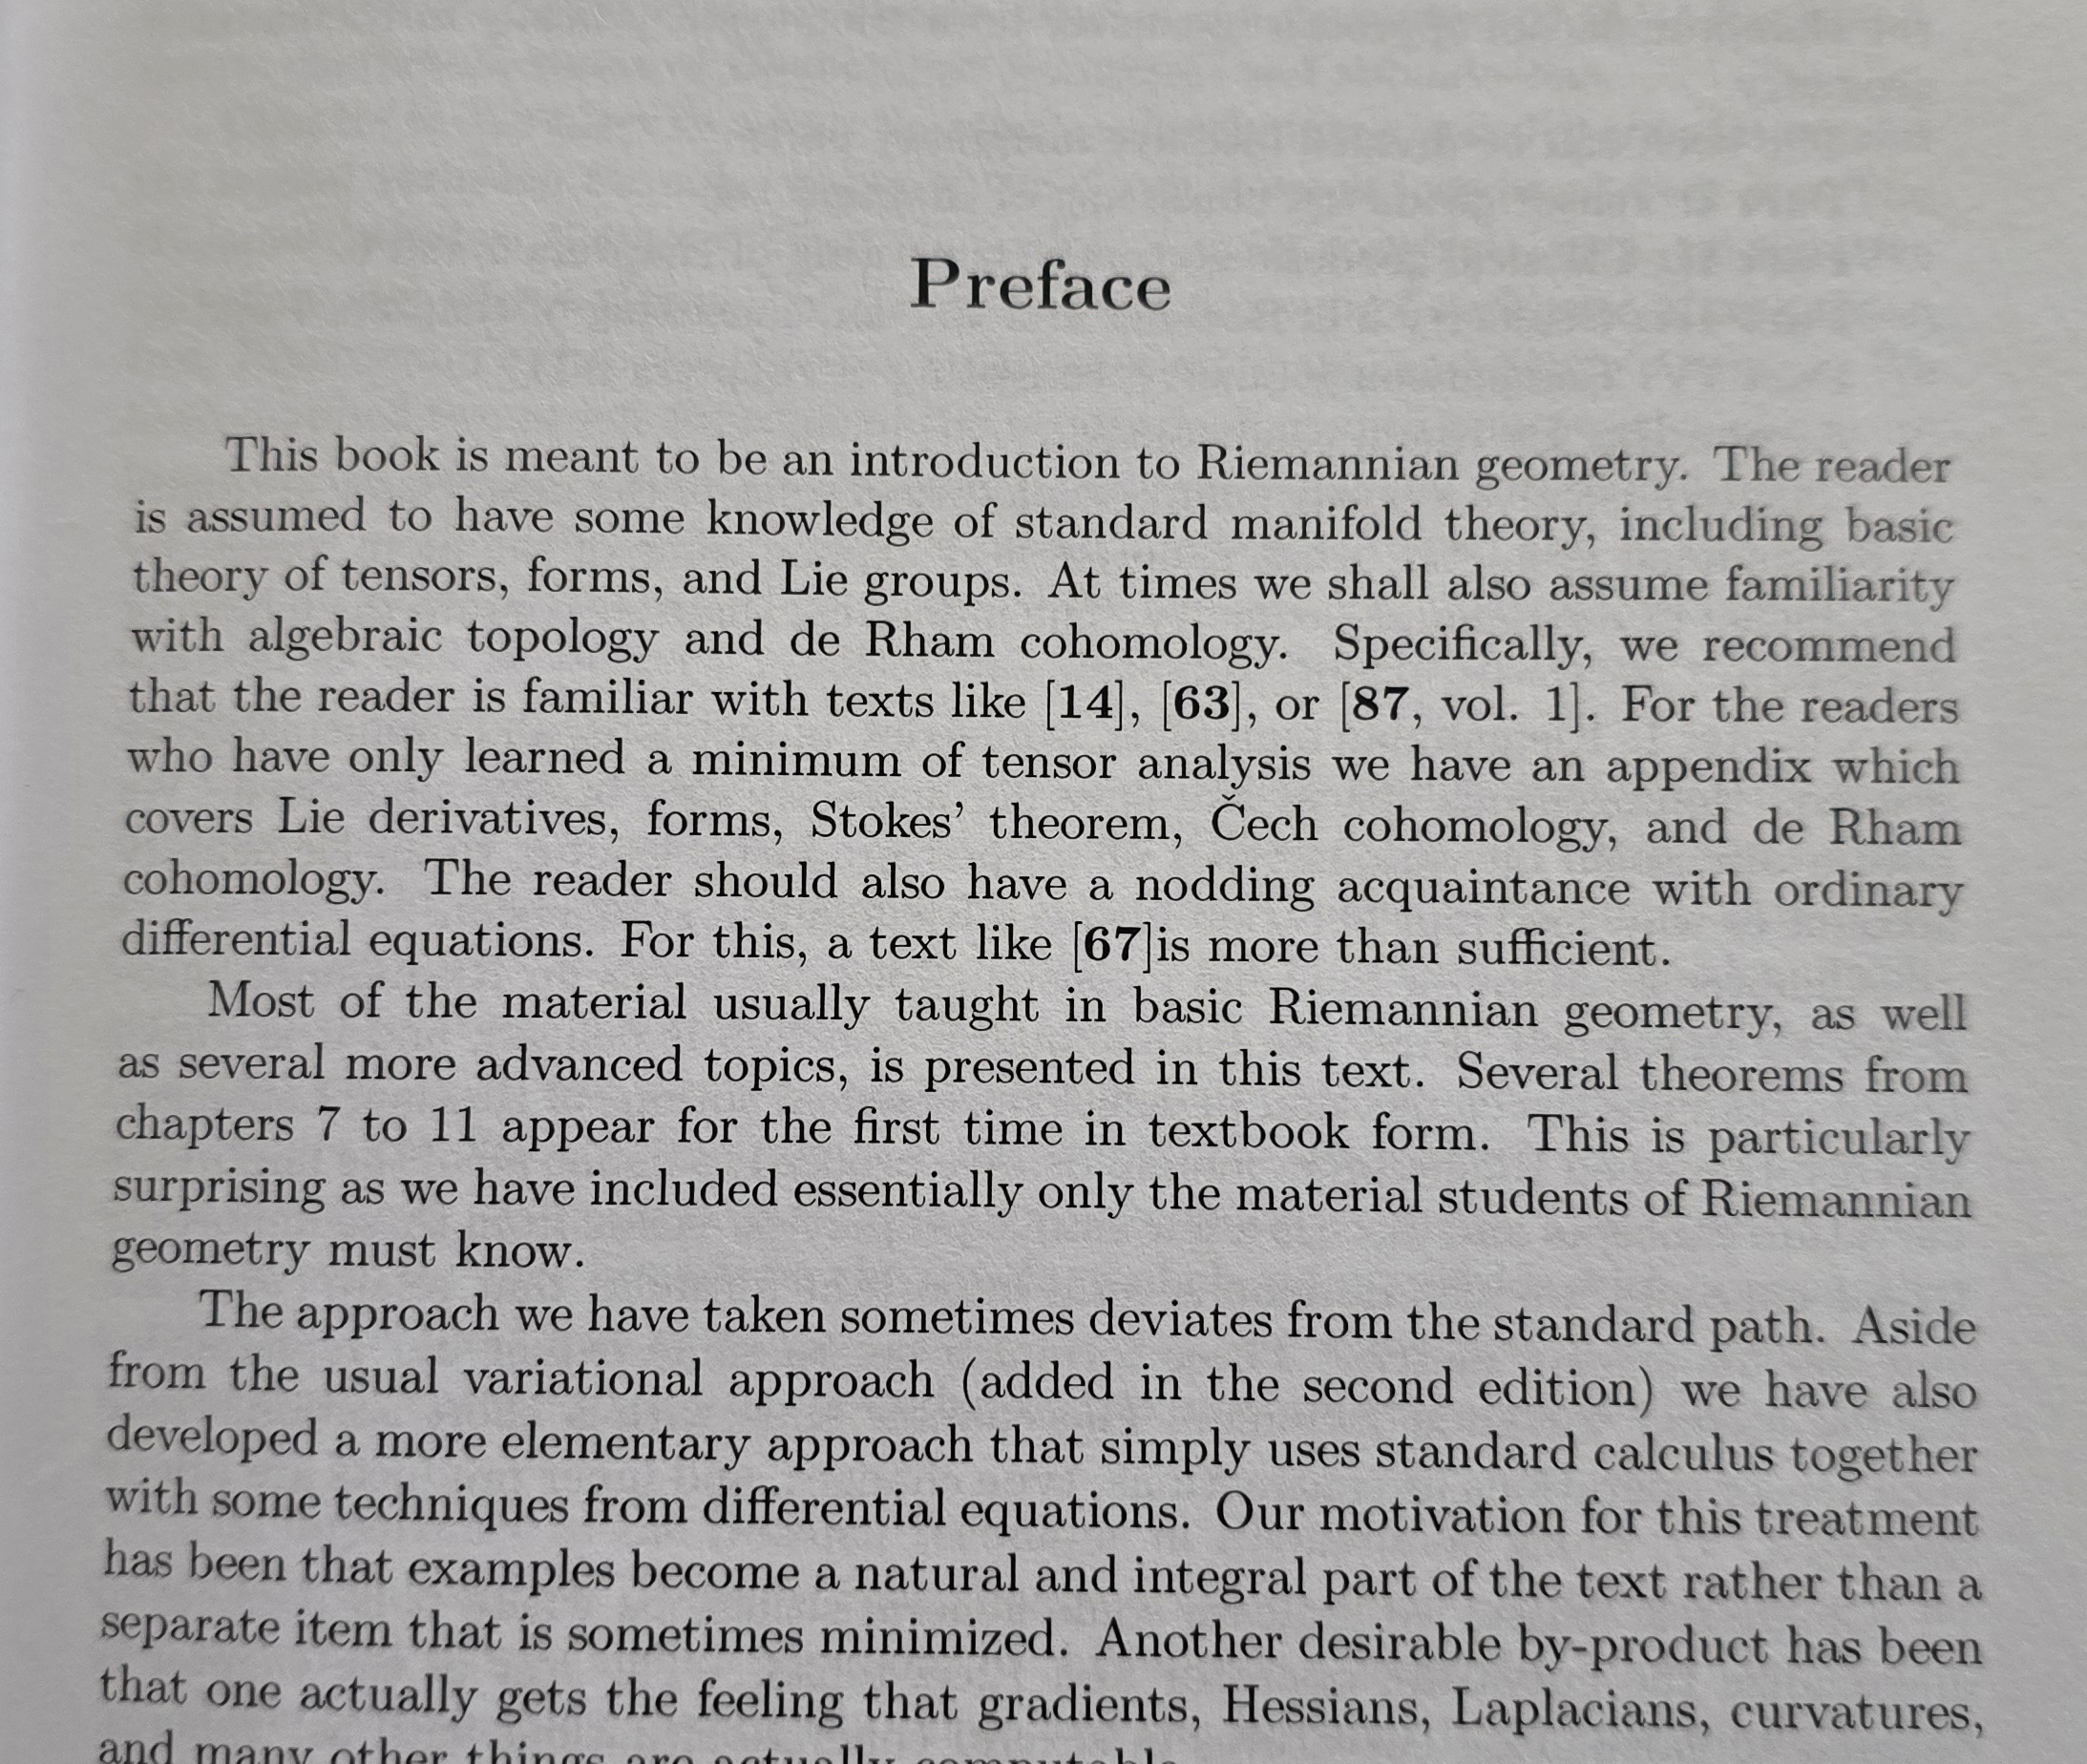 Preface
This book is meant to be an introduction to Riemannian geometry. The reader
is assumed to have some knowledge of standard manifold theory, including basic
theory of tensors, forms, and Lie groups. At times we shall also assume familiarity
with algebraic topology and de Rham cohomology. Specifically, we recommend
that the reader is familiar with texts like [14], [63], or [87, vol. 1]. For the readers
who have only learned a minimum of tensor analysis we have an appendix which
covers Lie derivatives, forms, Stokes’ theorem, Čech cohomology, and de Rham
cohomology. The reader should also have a nodding acquaintance with ordinary
differential equations. For this, a text like [67]is more than sufficient.
Most of the material usually taught in basic Riemannian geometry, as well
as several more advanced topics, is presented in this text. Several theorems from
chapters 7 to 11 appear for the first time in textbook form. This is particularly
surprising as we have included essentially only the material students of Riemannian
geometry must know.
The approach we have taken sometimes deviates from the standard path. Aside
from the usual variational approach (added in the second edition) we have also
developed a more elementary approach that simply uses standard calculus together
with some techniques from differential equations. Our motivation for this treatment
has been that examples become a natural and integral part of the text rather than a
separate item that is sometimes minimized. Another desirable by-product has been
that one actually gets the feeling that gradients, Hessians, Laplacians, curvatures,
and many other things are actually computable.